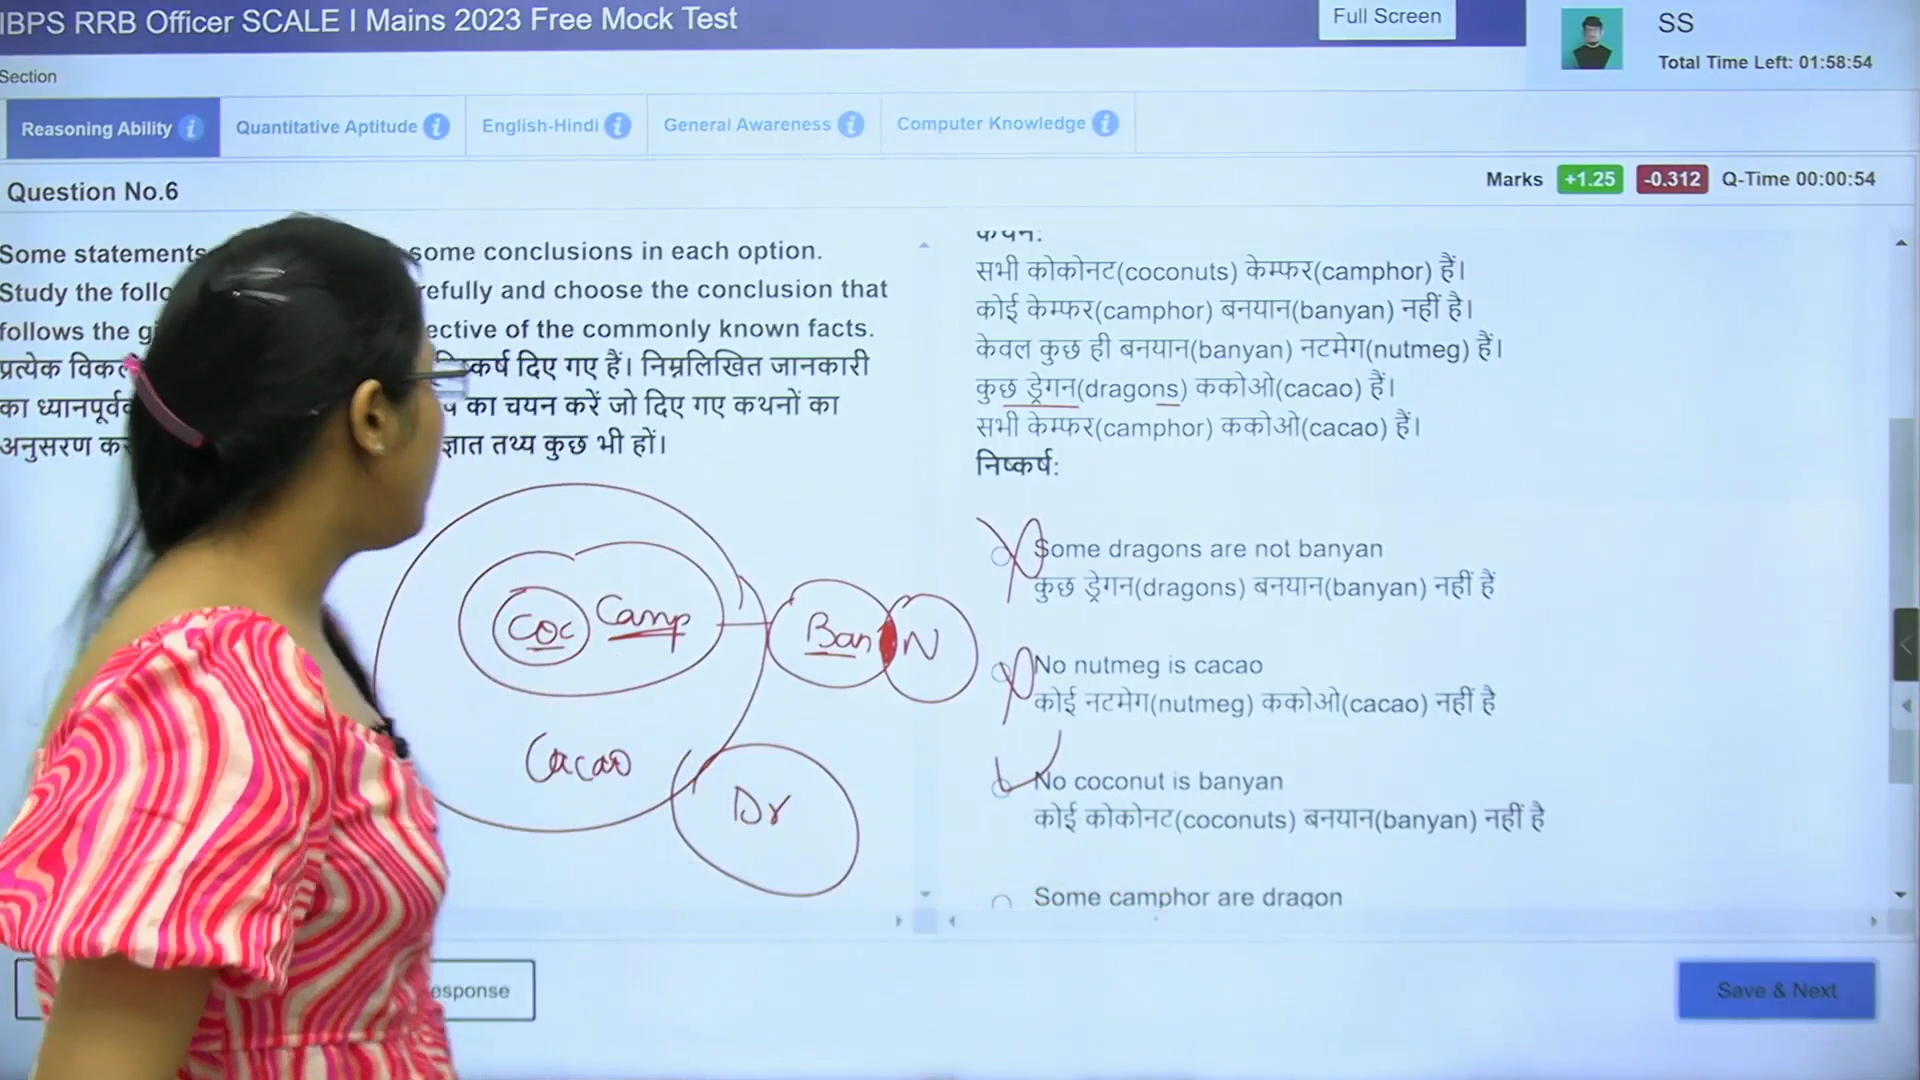 IBPS RRB Officer SCALE I Mains 2023 Free Mock Test
Full Screen
SS
Total Time Left: 01:58:54
Section
Reasoning Ability i
Quantitative Aptitude i
English-Hindi i
General Awareness i
Computer Knowledge i
Question No.6
Marks +1.25 -0.312 Q-Time 00:00:54
Some statements some conclusions in each option.
Study the refully and choose the conclusion that
follows the ective of the commonly known facts.
प्रत्येक दिए गए हैं। निम्नलिखित जानकारी
का का चयन करें जो दिए गए कथनों का
अनुसरण तथ्य कुछ भी हों।
Coc Camp
Ban N
Cacao
Dr
कथन:
सभी कोकोनट(coconuts) केम्फर(camphor) हैं।
कोई केम्फर(camphor) बनयान(banyan) नहीं है।
केवल कुछ ही बनयान(banyan) नटमेग(nutmeg) हैं।
कुछ ड्रेगन(dragons) ककोओ(cacao) हैं।
सभी केम्फर(camphor) ककोओ(cacao) हैं।
निष्कर्ष:
Some dragons are not banyan
कुछ ड्रेगन(dragons) बनयान(banyan) नहीं हैं
No nutmeg is cacao
कोई नटमेग(nutmeg) ककोओ(cacao) नहीं है
No coconut is banyan
कोई कोकोनट(coconuts) बनयान(banyan) नहीं है
Some camphor are dragon
esponse
Save & Next